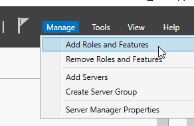 Manage Tools View Help
Add Roles and Features
Remove Roles and Features
Add Servers
Create Server Group
Server Manager Properties